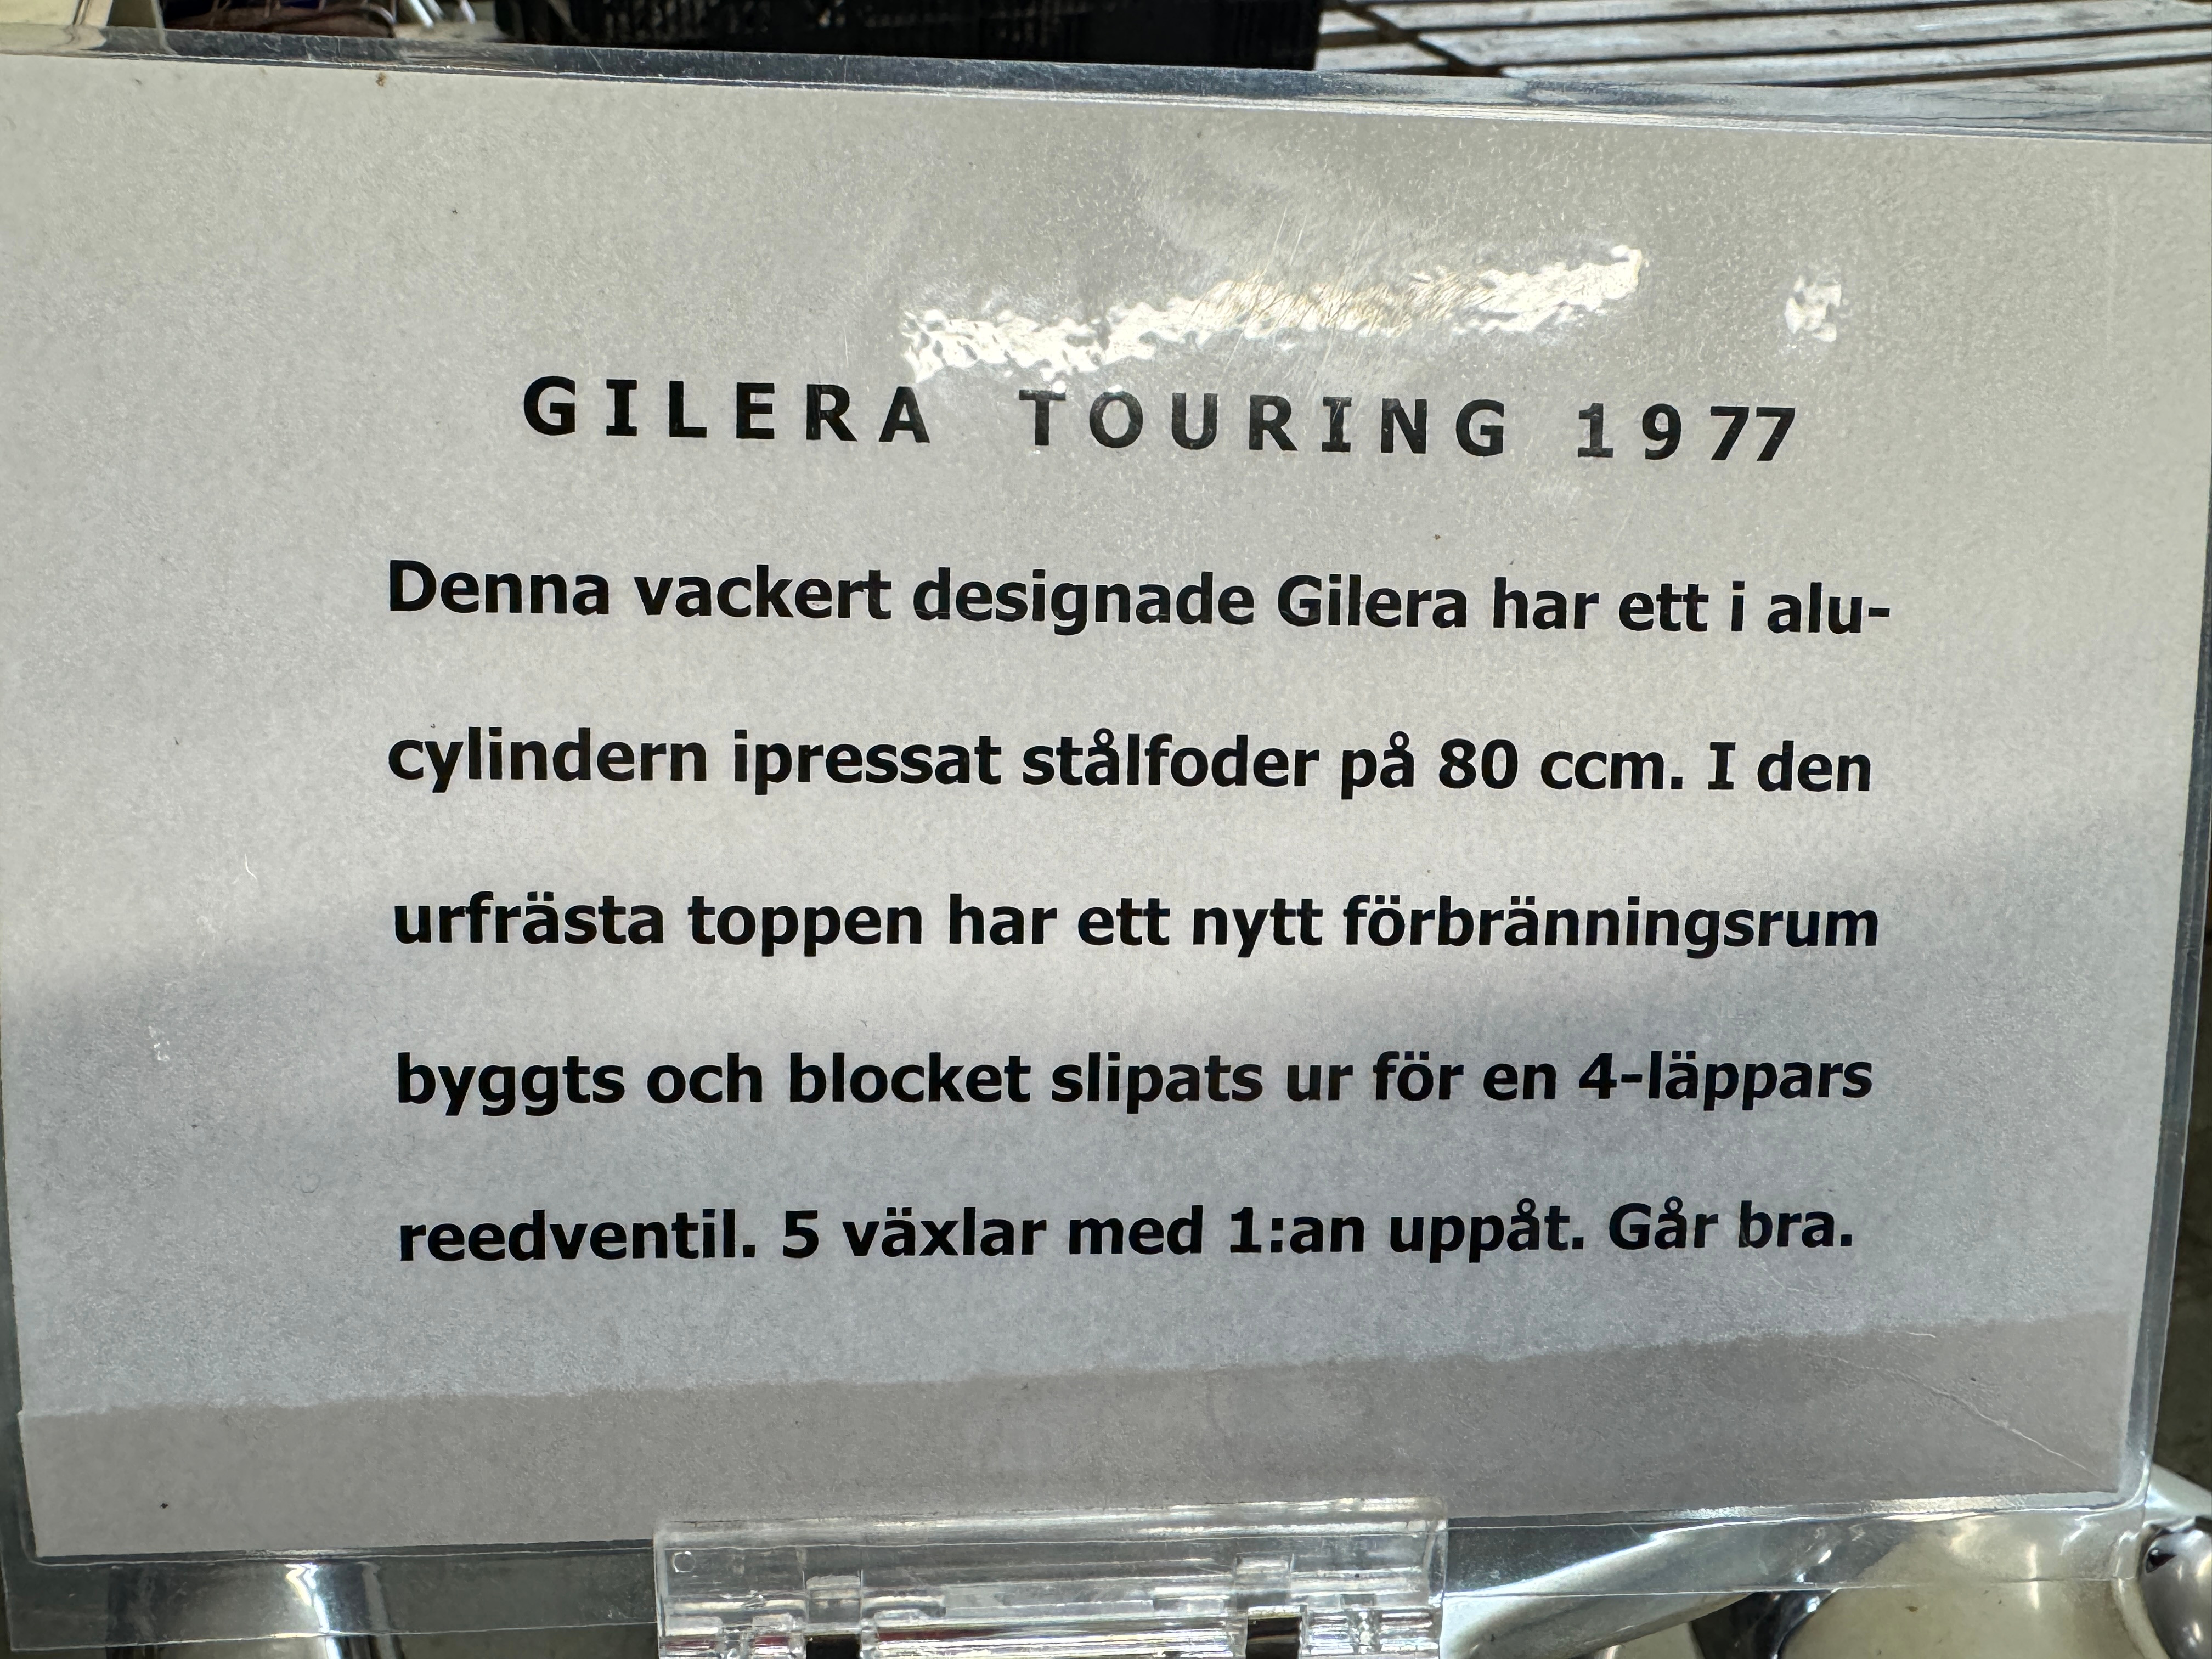 GILERA TOURING 1977
Denna vackert designade Gilera har ett i alu-
cylindern ipressat stålfoder på 80 ccm. I den
urfrästa toppen har ett nytt förbränningsrum
byggts och blocket slipats ur för en 4-läppars
reedventil. 5 växlar med 1:an uppåt. Går bra.